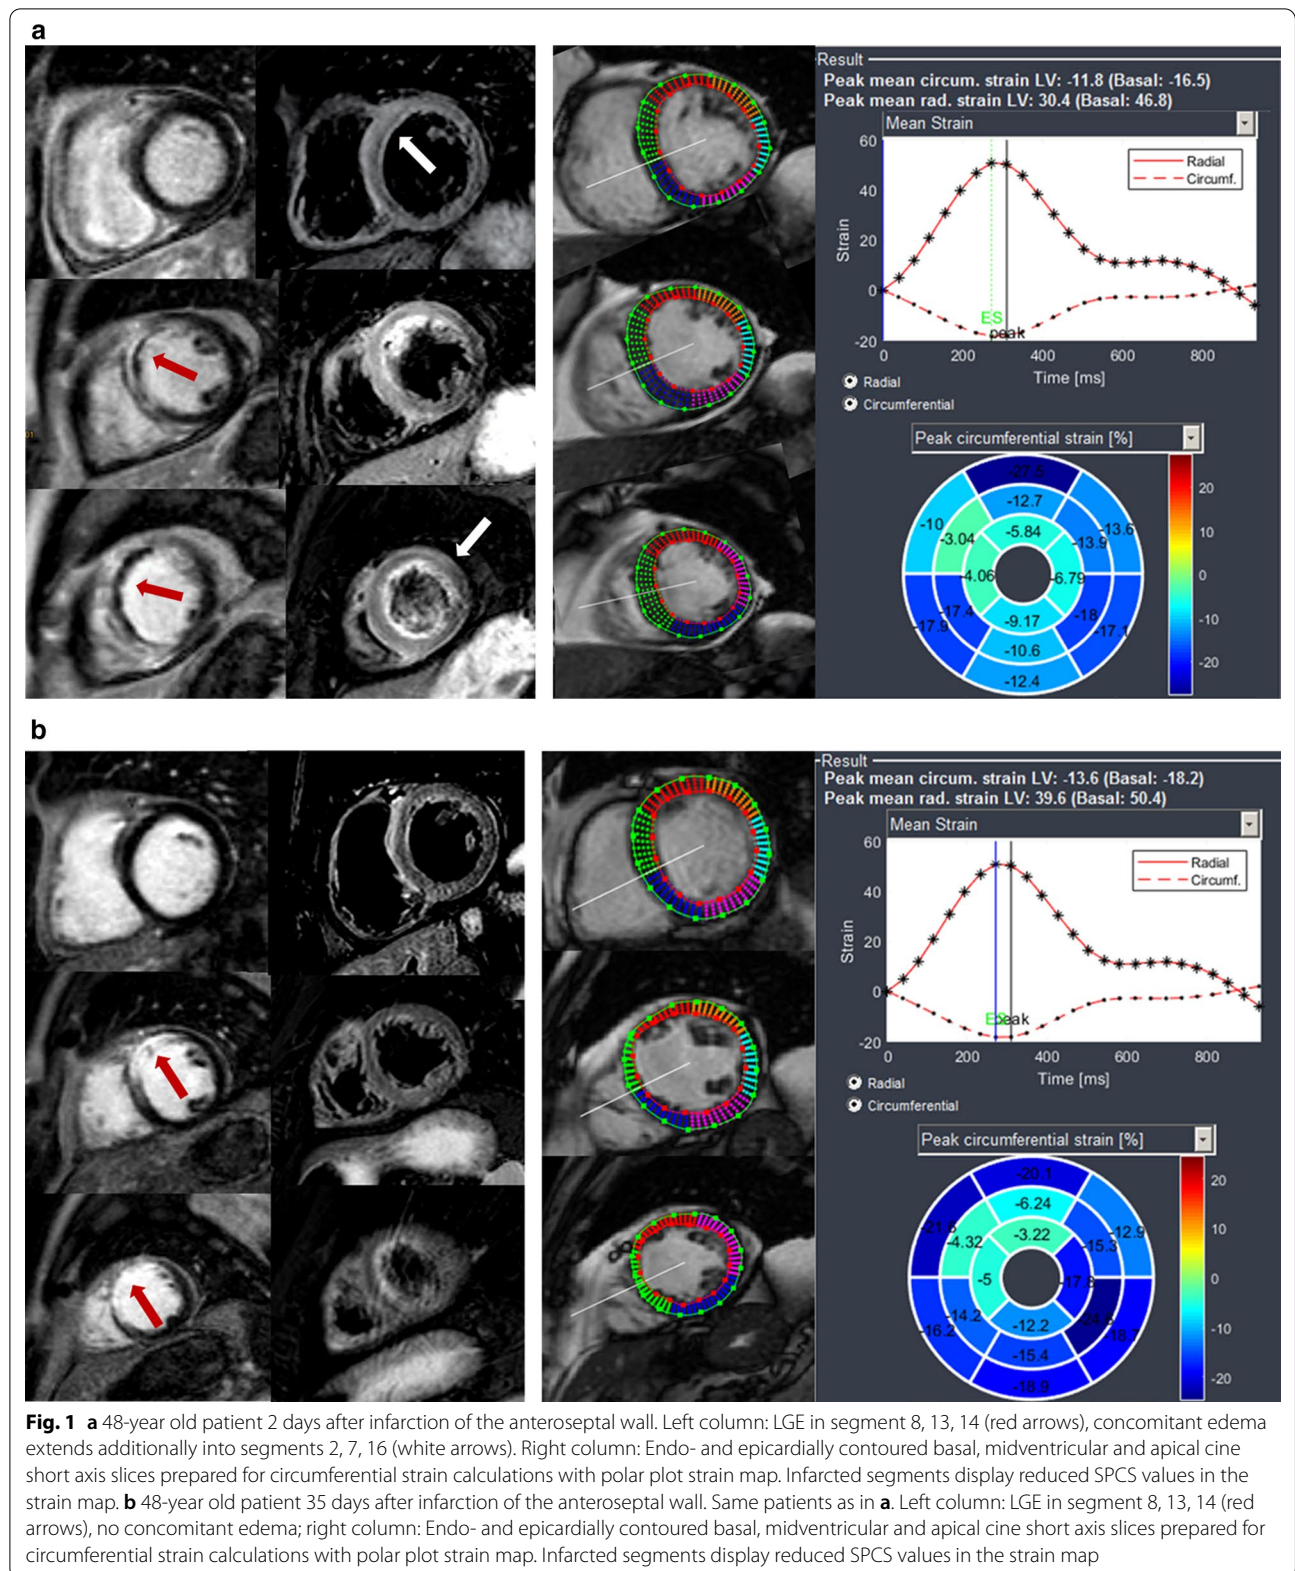 a
Result
Peak mean circum. strain LV: -11.8 (Basal: -16.5)
Peak mean rad. strain LV: 30.4 (Basal: 46.8)
Mean Strain
60
40
20
0
-20
Strain
Radial
Circumf.
ES
peak
0 200 400 600 800
Time [ms]
Radial
Circumferential
Peak circumferential strain [%]
-27.5
-10 -12.7 -13.6
-3.04 -5.84 -13.9
-4.06 -6.79
-17.9 -17.4 -9.17 -18 -17.1
-10.6
-12.4
20
10
0
-10
-20
01
b
Result
Peak mean circum. strain LV: -13.6 (Basal: -18.2)
Peak mean rad. strain LV: 39.6 (Basal: 50.4)
Mean Strain
60
40
20
0
-20
Strain
Radial
Circumf.
peak
0 200 400 600 800
Time [ms]
Radial
Circumferential
Peak circumferential strain [%]
-20.1
-6.24 -12.9
-4.32 -3.22 -15.3
-5
-16.2 -14.2 -12.2
-15.4
-18.9
20
10
0
-10
-20
Fig. 1 a 48-year old patient 2 days after infarction of the anteroseptal wall. Left column: LGE in segment 8, 13, 14 (red arrows), concomitant edema
extends additionally into segments 2, 7, 16 (white arrows). Right column: Endo- and epicardially contoured basal, midventricular and apical cine
short axis slices prepared for circumferential strain calculations with polar plot strain map. Infarcted segments display reduced SPCS values in the
strain map. b 48-year old patient 35 days after infarction of the anteroseptal wall. Same patients as in a. Left column: LGE in segment 8, 13, 14 (red
arrows), no concomitant edema; right column: Endo- and epicardially contoured basal, midventricular and apical cine short axis slices prepared for
circumferential strain calculations with polar plot strain map. Infarcted segments display reduced SPCS values in the strain map